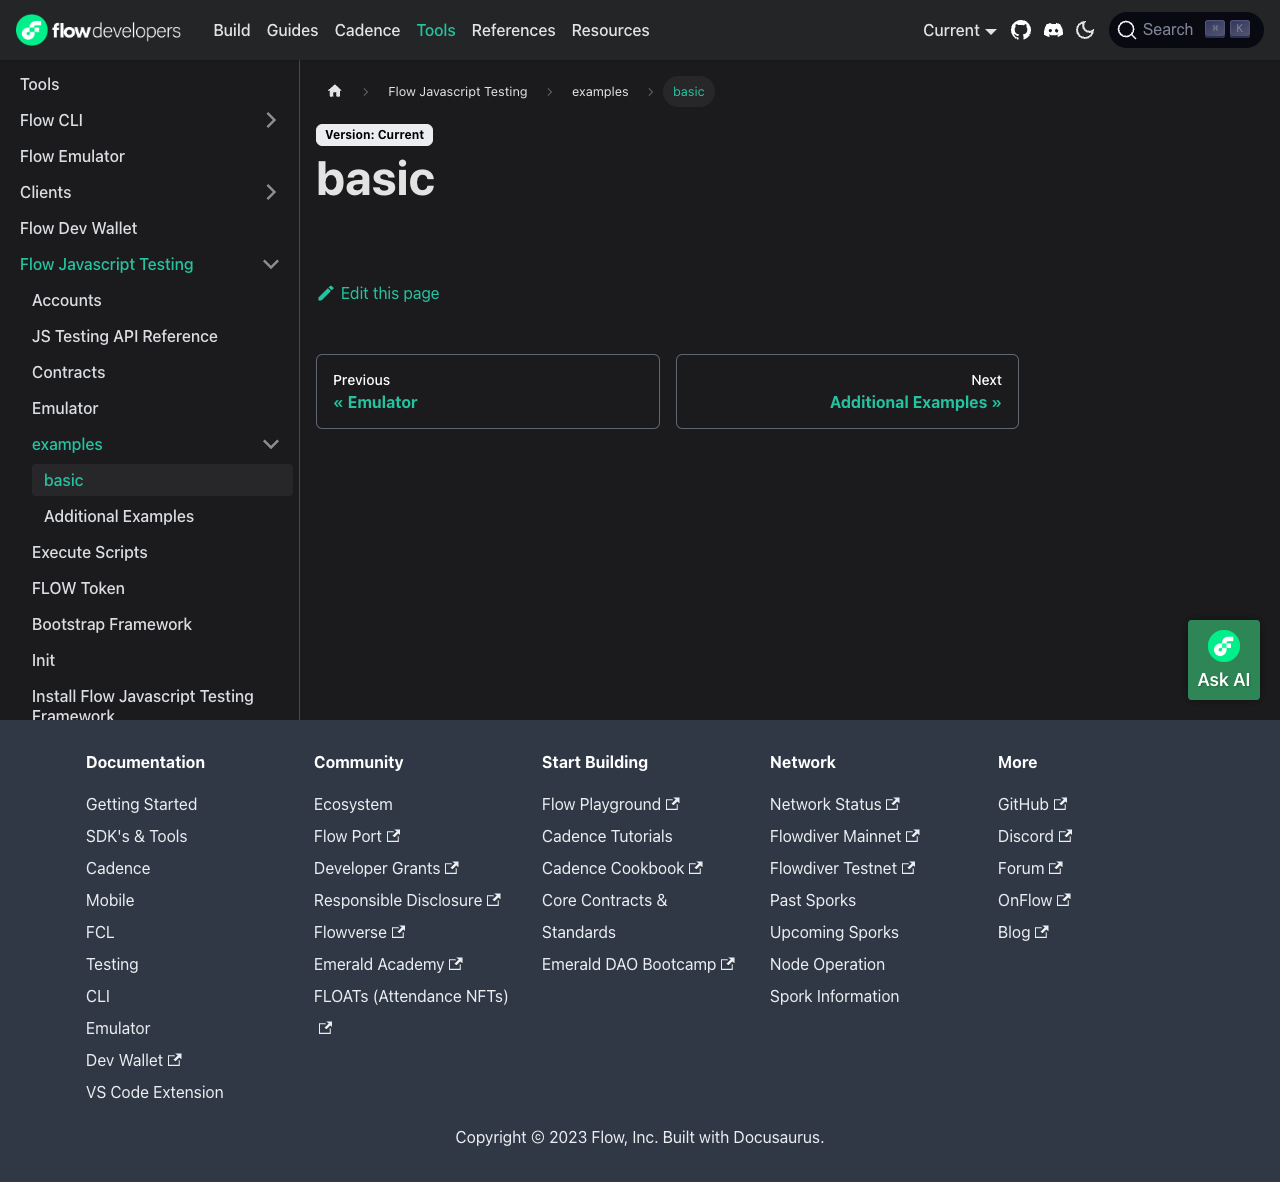 flowdevelopers Build Guides Cadence Tools References Resources Current Search ⌘ K
Tools
Flow CLI
Flow Emulator
Clients
Flow Dev Wallet
Flow Javascript Testing
Accounts
JS Testing API Reference
Contracts
Emulator
examples
basic
Additional Examples
Execute Scripts
FLOW Token
Bootstrap Framework
Init
Install Flow Javascript Testing
Framework
Flow Javascript Testing examples basic
Version: Current
basic
Edit this page
Previous
« Emulator
Next
Additional Examples »
Ask AI
Documentation
Getting Started
SDK's & Tools
Cadence
Mobile
FCL
Testing
CLI
Emulator
Dev Wallet
VS Code Extension
Community
Ecosystem
Flow Port
Developer Grants
Responsible Disclosure
Flowverse
Emerald Academy
FLOATs (Attendance NFTs)
Start Building
Flow Playground
Cadence Tutorials
Cadence Cookbook
Core Contracts &
Standards
Emerald DAO Bootcamp
Network
Network Status
Flowdiver Mainnet
Flowdiver Testnet
Past Sporks
Upcoming Sporks
Node Operation
Spork Information
More
GitHub
Discord
Forum
OnFlow
Blog
Copyright © 2023 Flow, Inc. Built with Docusaurus.